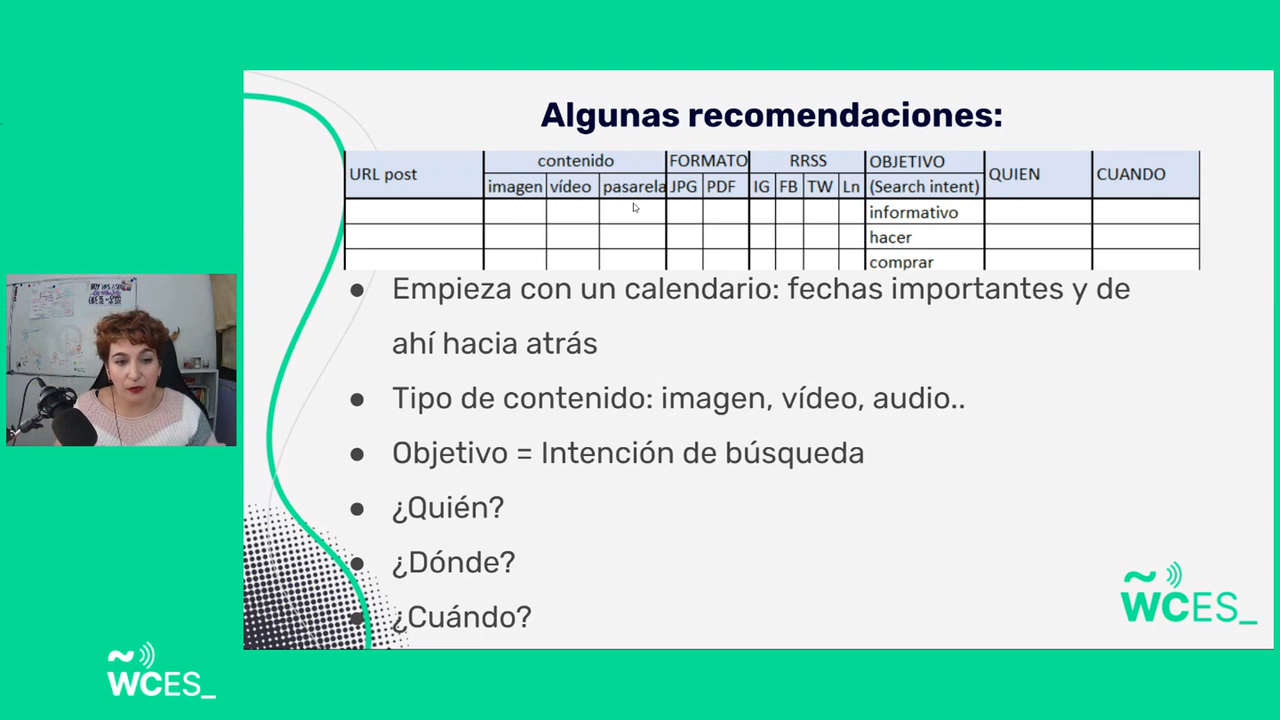 Algunas recomendaciones:
URL post contenido FORMATO RRSS OBJETIVO QUIEN CUANDO
imagen vídeo pasarela JPG PDF IG FB TW Ln (Search intent)
informativo
hacer
comprar
Empieza con un calendario: fechas importantes y de
ahí hacia atrás
Tipo de contenido: imagen, vídeo, audio..
Objetivo = Intención de búsqueda
¿Quién?
¿Dónde?
¿Cuándo?
WCES_
WCES_